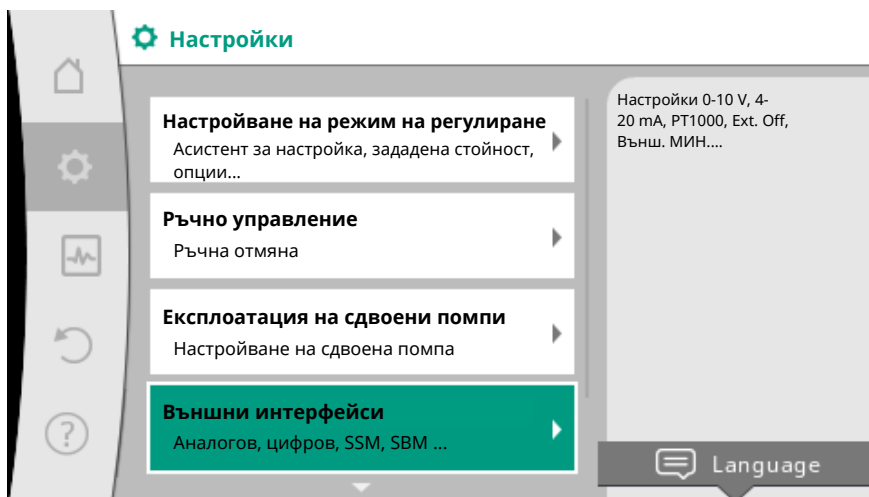 Настройки
Настройване на режим на регулиране
Асистент за настройка, зададена стойност,
опции...
Ръчно управление
Ръчна отмяна
Експлоатация на сдвоени помпи
Настройване на сдвоена помпа
Външни интерфейси
Аналогов, цифров, SSM, SBM ...
Настройки 0-10 V, 4-
20 mA, PT1000, Ext. Off,
Външ. МИН....
Language